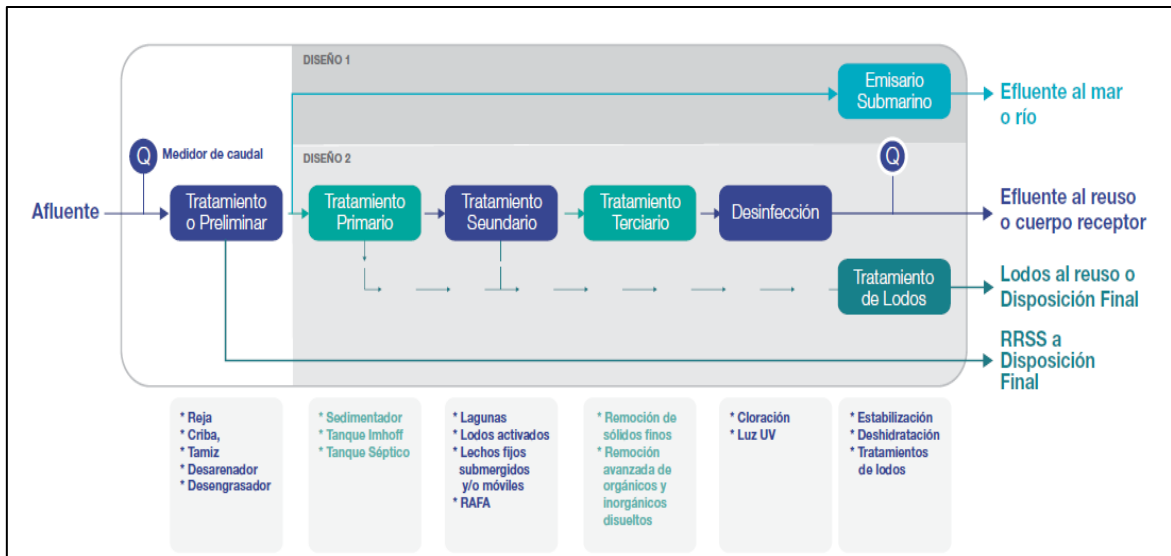 DISEÑO 1
Emisario
Submarino
Efluente al mar
o río
Q
Medidor de caudal
DISEÑO 2
Q
Afluente
Tratamiento
o Preliminar
Tratamiento
Primario
Tratamiento
Seundario
Tratamiento
Terciario
Desinfección
Efluente al reuso
o cuerpo receptor
Tratamiento
de Lodos
Lodos al reuso o
Disposición Final
RRSS a
Disposición
Final
* Reja
* Criba,
* Tamiz
* Desarenador
* Desengrasador
* Sedimentador
* Tanque Imhoff
* Tanque Séptico
* Lagunas
* Lodos activados
* Lechos fijos
submergidos
y/o móviles
* RAFA
* Remoción de
sólidos finos
* Remoción
avanzada de
orgánicos y
inorgánicos
disueltos
* Cloración
* Luz UV
* Estabilización
* Deshidratación
* Tratamientos
de lodos